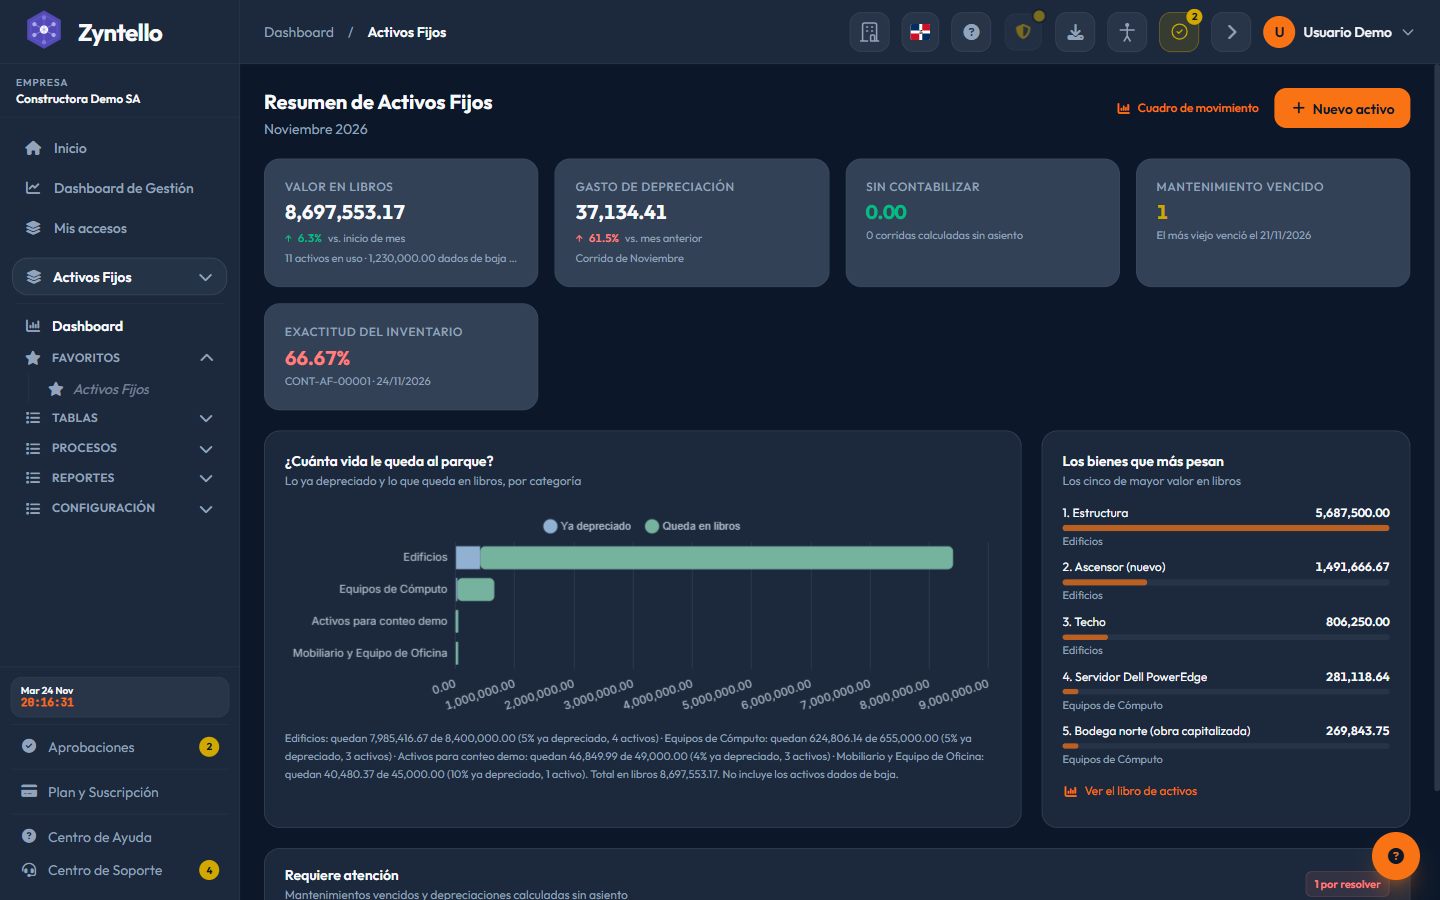 Zyntello
EMPRESA
Constructora Demo SA
Inicio
Dashboard de Gestión
Mis accesos
Activos Fijos
Dashboard
FAVORITOS
Activos Fijos
TABLAS
PROCESOS
REPORTES
CONFIGURACIÓN
Mar 24 Nov
20:16:31
Aprobaciones 2
Plan y Suscripción
Centro de Ayuda
Centro de Soporte 4
Dashboard / Activos Fijos
2
U Usuario Demo
Resumen de Activos Fijos
Noviembre 2026
Cuadro de movimiento
+ Nuevo activo
VALOR EN LIBROS
8,697,553.17
↑ 6.3% vs. inicio de mes
11 activos en uso · 1,230,000.00 dados de baja ...
GASTO DE DEPRECIACIÓN
37,134.41
↑ 61.5% vs. mes anterior
Corrida de Noviembre
SIN CONTABILIZAR
0.00
0 corridas calculadas sin asiento
MANTENIMIENTO VENCIDO
1
El más viejo venció el 21/11/2026
EXACTITUD DEL INVENTARIO
66.67%
CONT-AF-00001 · 24/11/2026
¿Cuánta vida le queda al parque?
Lo ya depreciado y lo que queda en libros, por categoría
Ya depreciado Queda en libros
Edificios
Equipos de Cómputo
Activos para conteo demo
Mobiliario y Equipo de Oficina
0.00 1,000,000.00 2,000,000.00 3,000,000.00 4,000,000.00 5,000,000.00 6,000,000.00 7,000,000.00 8,000,000.00 9,000,000.00
Edificios: quedan 7,985,416.67 de 8,400,000.00 (5% ya depreciado, 4 activos) · Equipos de Cómputo: quedan 624,806.14 de 655,000.00 (5% ya
depreciado, 3 activos) · Activos para conteo demo: quedan 46,849.99 de 49,000.00 (4% ya depreciado, 3 activos) · Mobiliario y Equipo de Oficina:
quedan 40,480.37 de 45,000.00 (10% ya depreciado, 1 activo). Total en libros 8,697,553.17. No incluye los activos dados de baja.
Los bienes que más pesan
Los cinco de mayor valor en libros
1. Estructura 5,687,500.00
Edificios
2. Ascensor (nuevo) 1,491,666.67
Edificios
3. Techo 806,250.00
Edificios
4. Servidor Dell PowerEdge 281,118.64
Equipos de Cómputo
5. Bodega norte (obra capitalizada) 269,843.75
Equipos de Cómputo
Ver el libro de activos
Requiere atención
Mantenimientos vencidos y depreciaciones calculadas sin asiento
1 por resolver